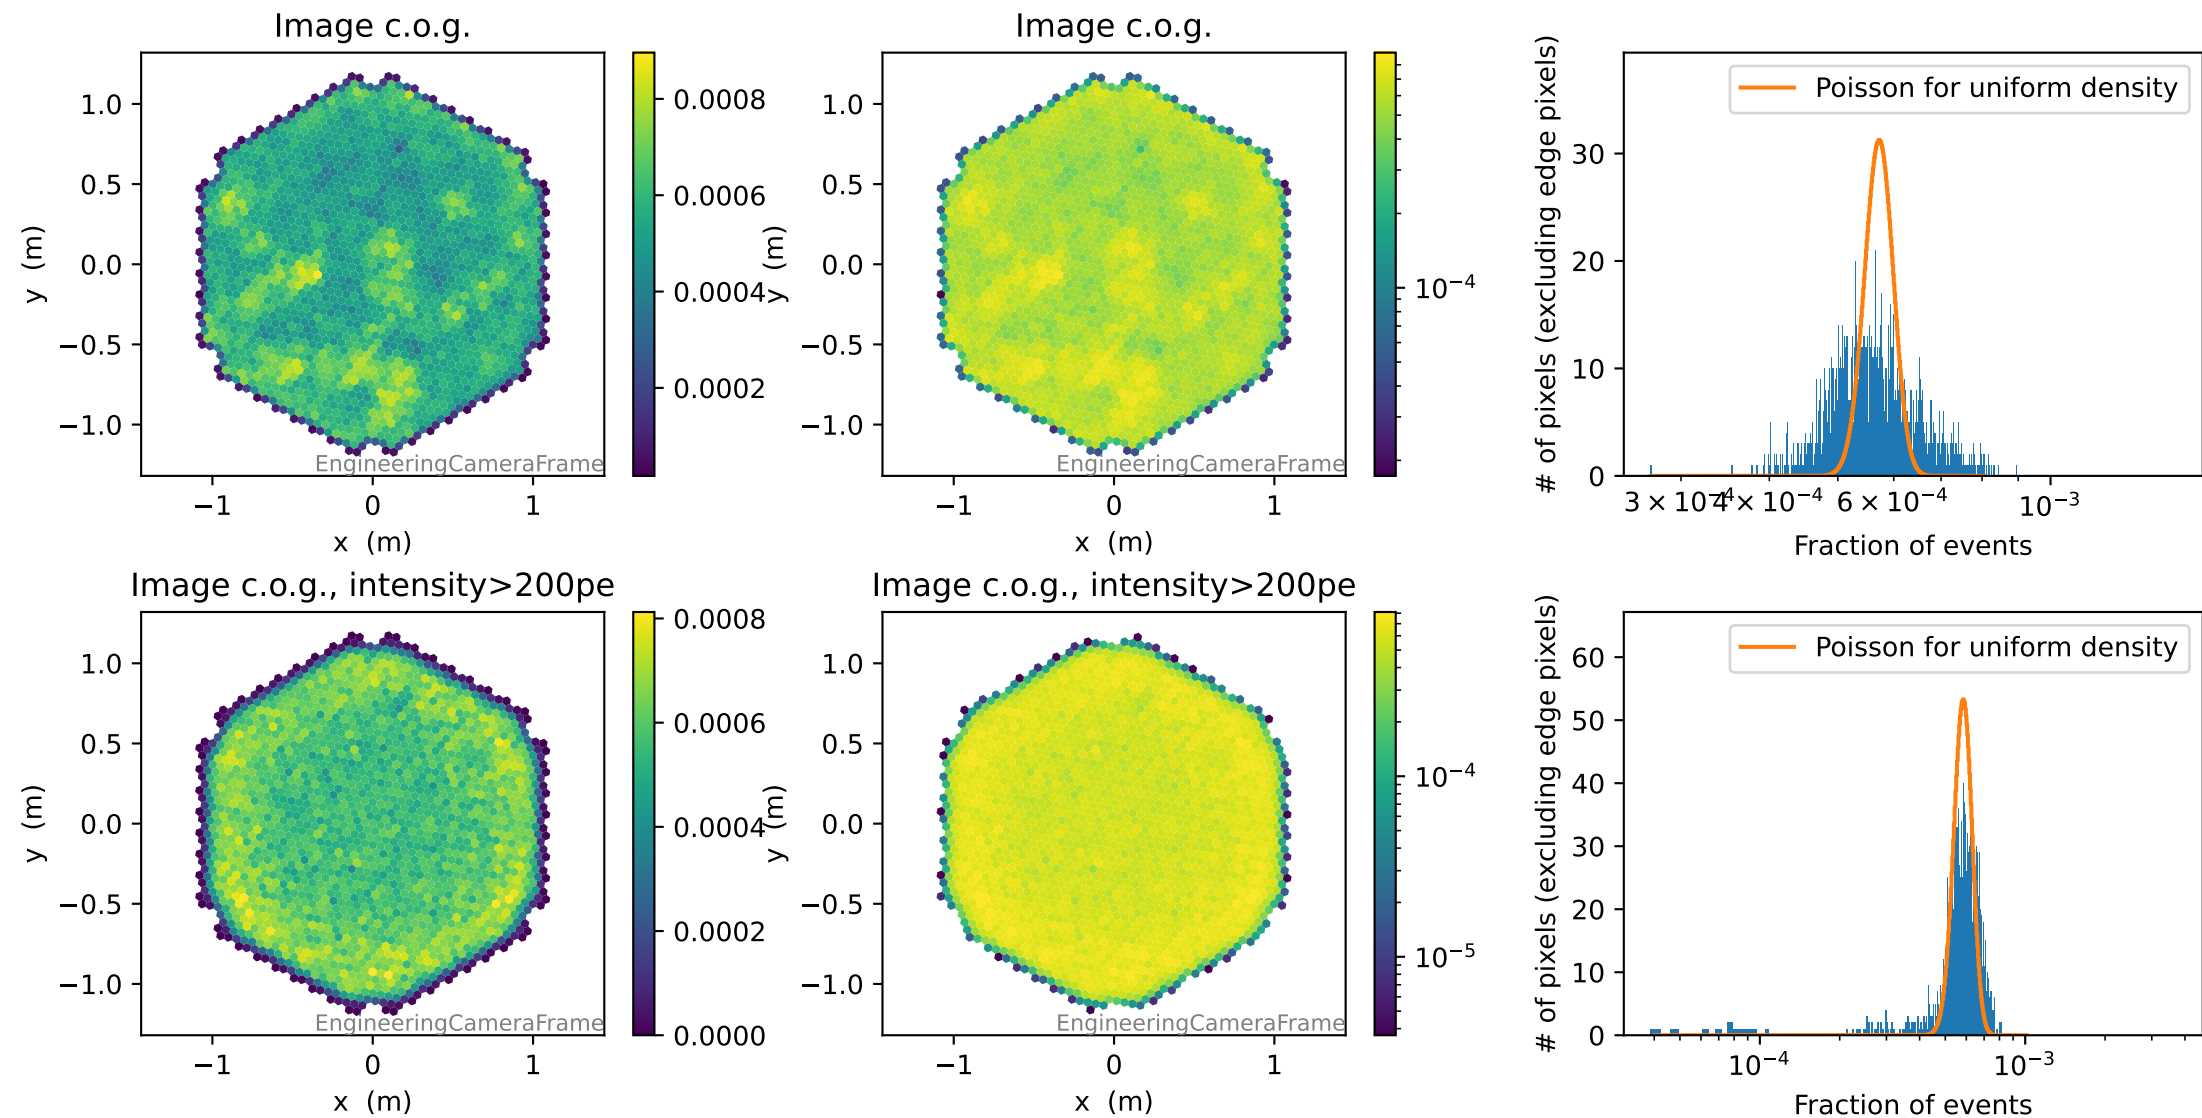 Image c.o.g.
1.0
0.5
0.0
−0.5
−1.0
y (m)
−1 0 1
x (m)
EngineeringCameraFrame
0.0008
0.0006
0.0004
0.0002
Image c.o.g.
1.0
0.5
0.0
−0.5
−1.0
y (m)
−1 0 1
x (m)
EngineeringCameraFrame
10⁻⁴
# of pixels (excluding edge pixels)
30
20
10
0
Poisson for uniform density
3 × 10⁻⁴ 4 × 10⁻⁴ 6 × 10⁻⁴ 10⁻³
Fraction of events
Image c.o.g., intensity>200pe
1.0
0.5
0.0
−0.5
−1.0
y (m)
−1 0 1
x (m)
EngineeringCameraFrame
0.0008
0.0006
0.0004
0.0002
0.0000
Image c.o.g., intensity>200pe
1.0
0.5
0.0
−0.5
−1.0
y (m)
−1 0 1
x (m)
EngineeringCameraFrame
10⁻⁴
10⁻⁵
# of pixels (excluding edge pixels)
60
50
40
30
20
10
0
Poisson for uniform density
10⁻⁴ 10⁻³
Fraction of events